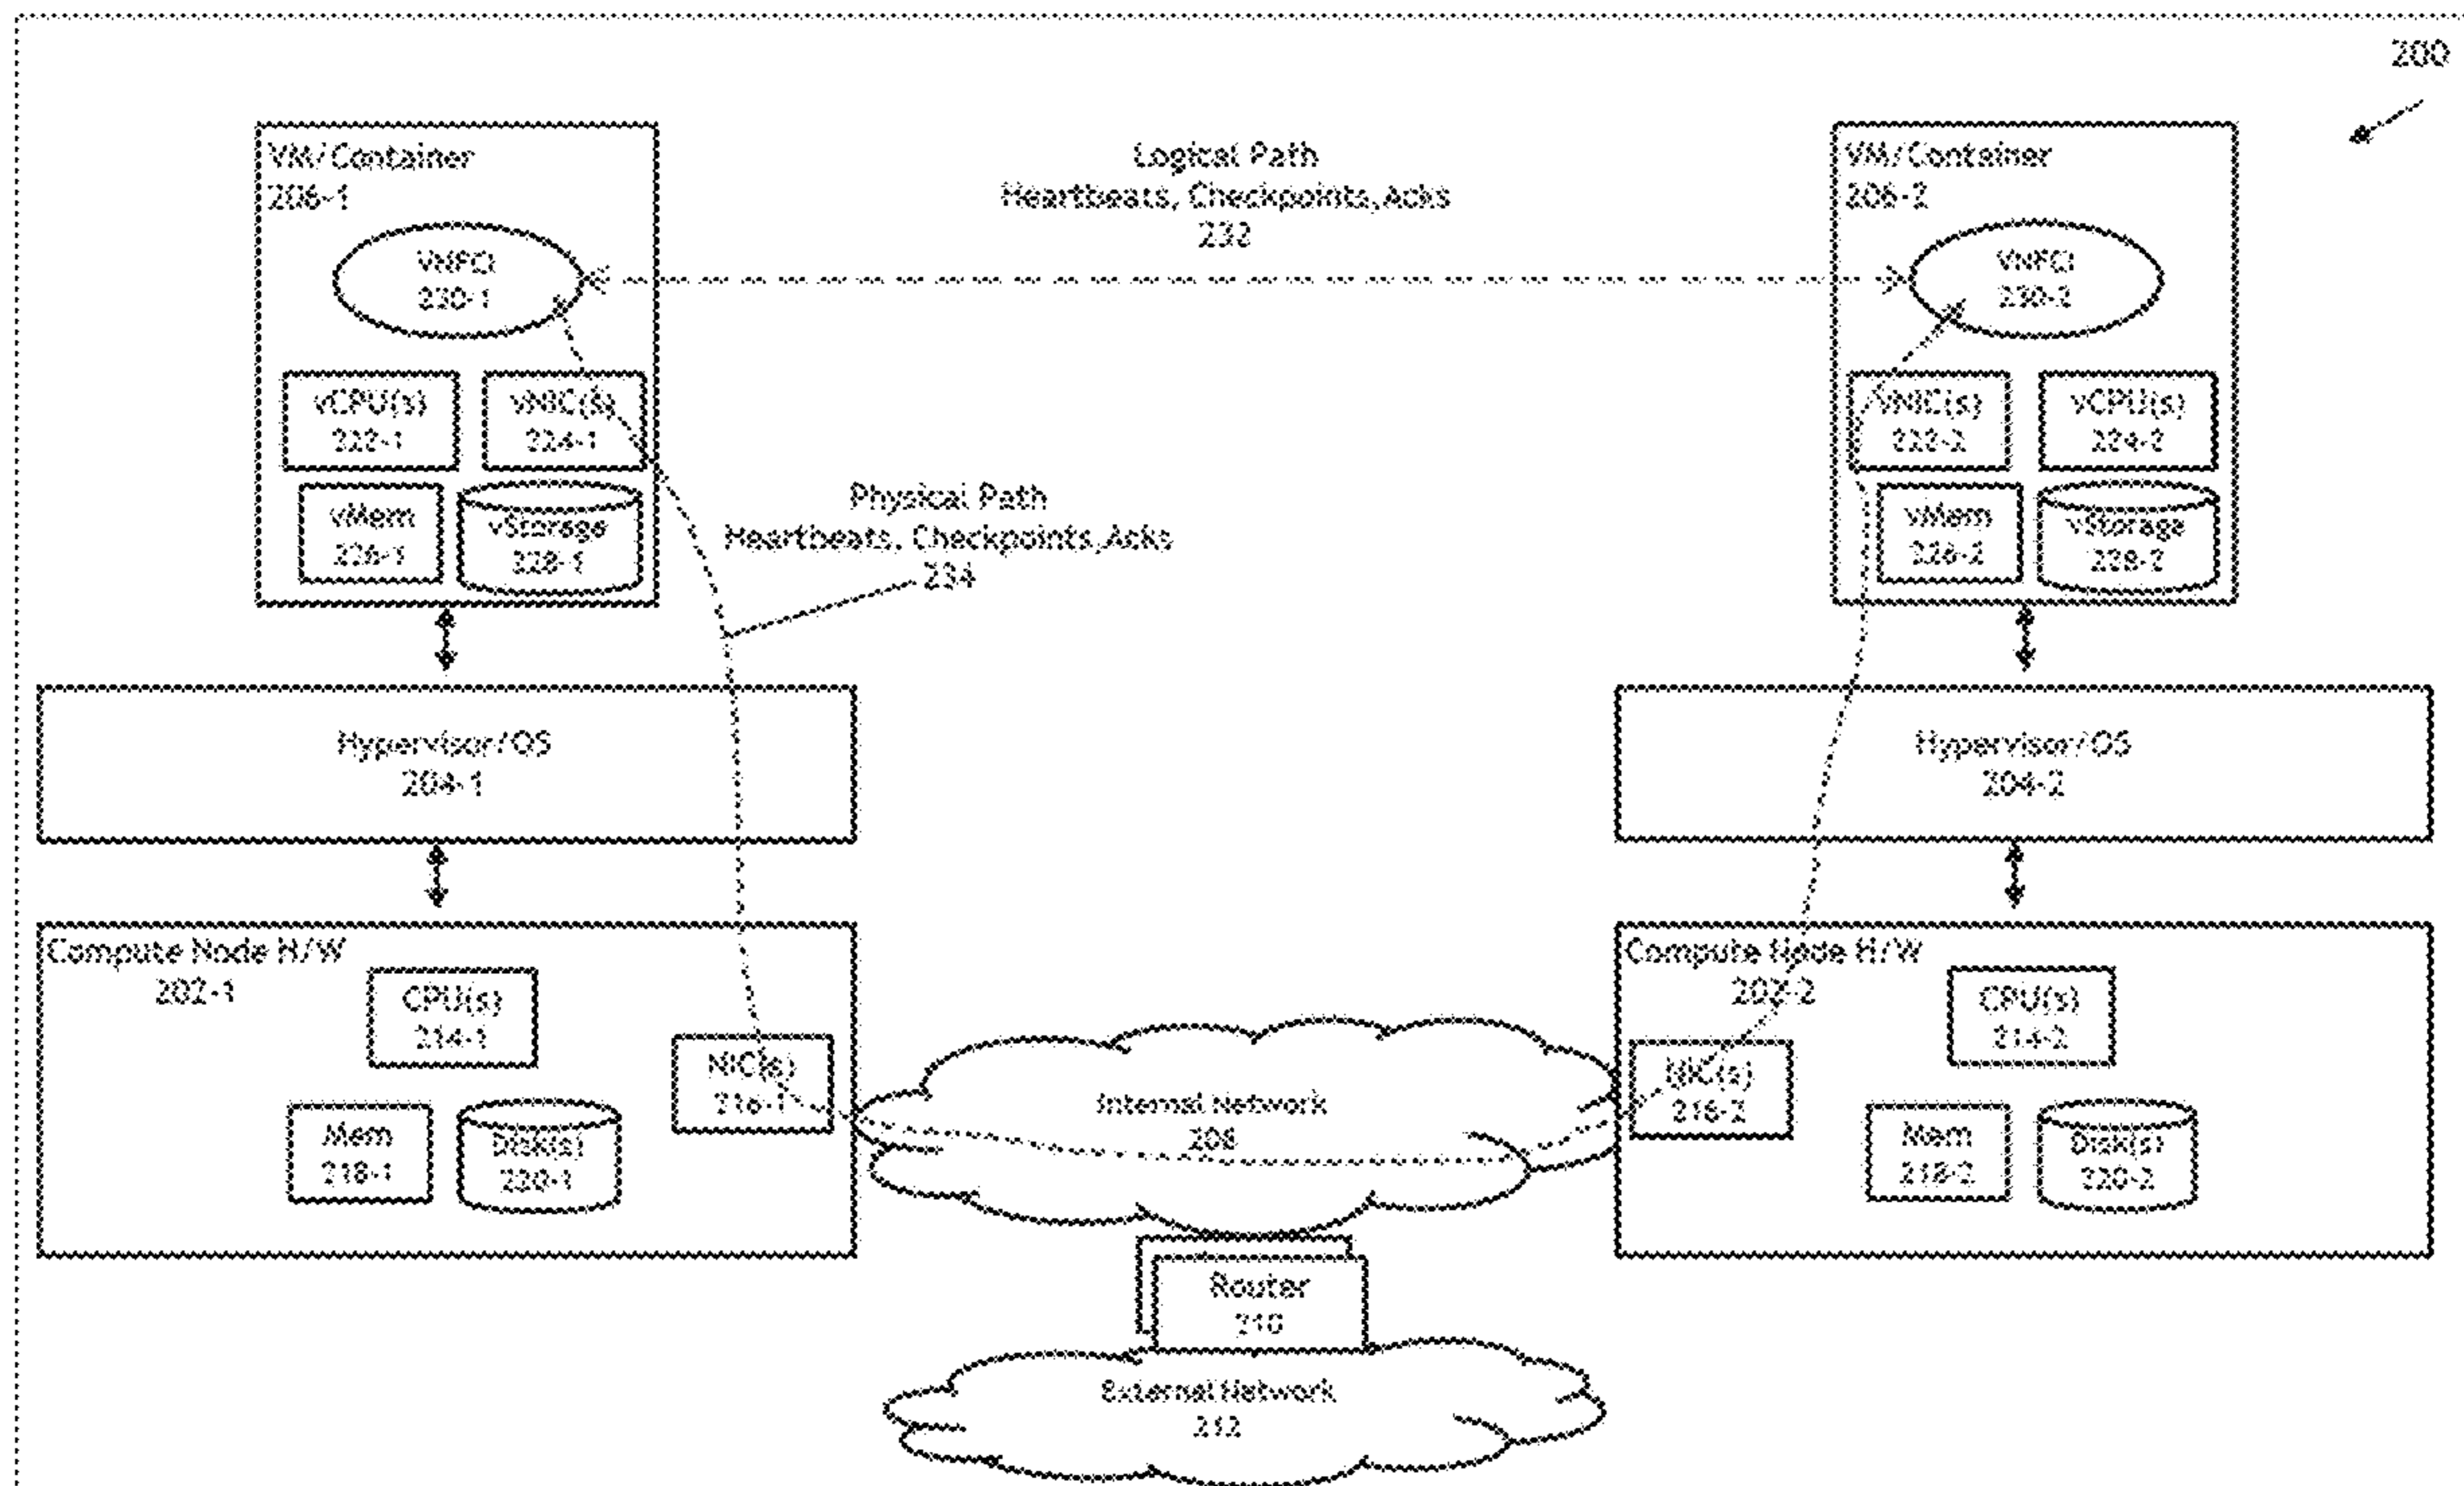 200
VM/Container
206-1
VNFCI
230-1
vCPU(s)
222-1
vNIC(s)
224-1
vMem
226-1
vStorage
228-1
Logical Path
Heartbeats, Checkpoints,Acks
232
VM/Container
206-2
VNFCI
230-2
vNIC(s)
222-2
vCPU(s)
224-2
vMem
226-2
vStorage
228-2
Physical Path
Heartbeats, Checkpoints,Acks
234
Hypervisor/OS
204-1
Hypervisor/OS
204-2
Compute Node H/W
202-1
CPU(s)
214-1
NIC(s)
216-1
Mem
218-1
Disk(s)
220-1
Internal Network
208
Compute Node H/W
202-2
CPU(s)
214-2
NIC(s)
216-2
Mem
218-2
Disk(s)
220-2
Router
210
External Network
212